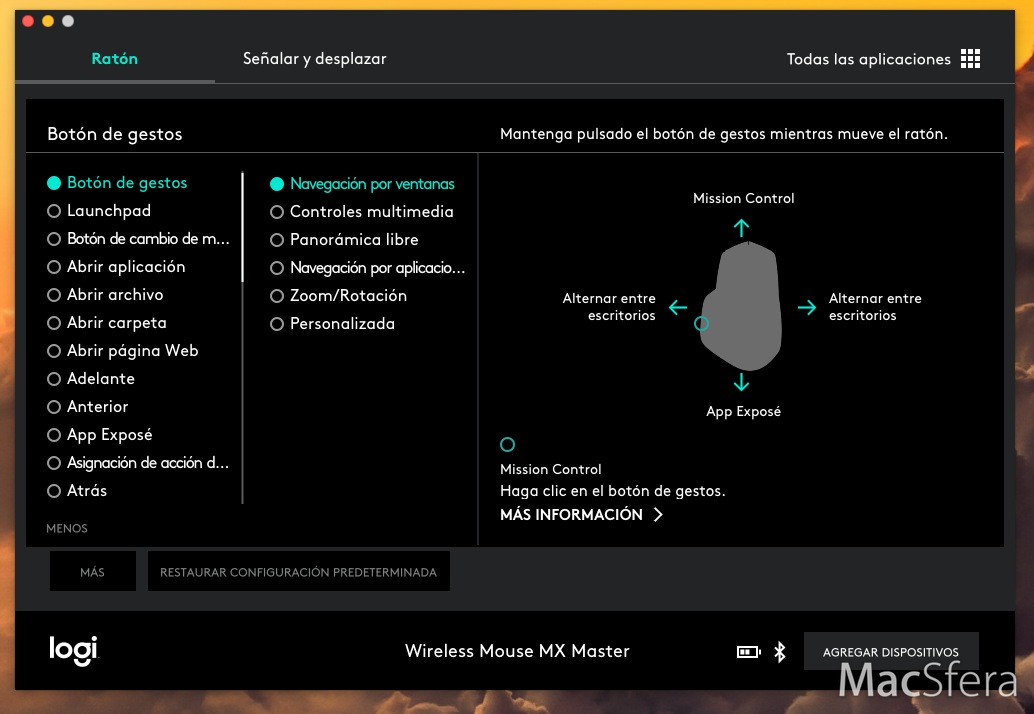 Ratón
Señalar y desplazar
Todas las aplicaciones
Botón de gestos
Mantenga pulsado el botón de gestos mientras mueve el ratón.
Botón de gestos
Launchpad
Botón de cambio de m...
Abrir aplicación
Abrir archivo
Abrir carpeta
Abrir página Web
Adelante
Anterior
App Exposé
Asignación de acción d...
Atrás
MENOS
Navegación por ventanas
Controles multimedia
Panorámica libre
Navegación por aplicacio...
Zoom/Rotación
Personalizada
Mission Control
Alternar entre
escritorios
Alternar entre
escritorios
App Exposé
Mission Control
Haga clic en el botón de gestos.
MÁS INFORMACIÓN
MÁS
RESTAURAR CONFIGURACIÓN PREDETERMINADA
logi
Wireless Mouse MX Master
AGREGAR DISPOSITIVOS
MacSfera